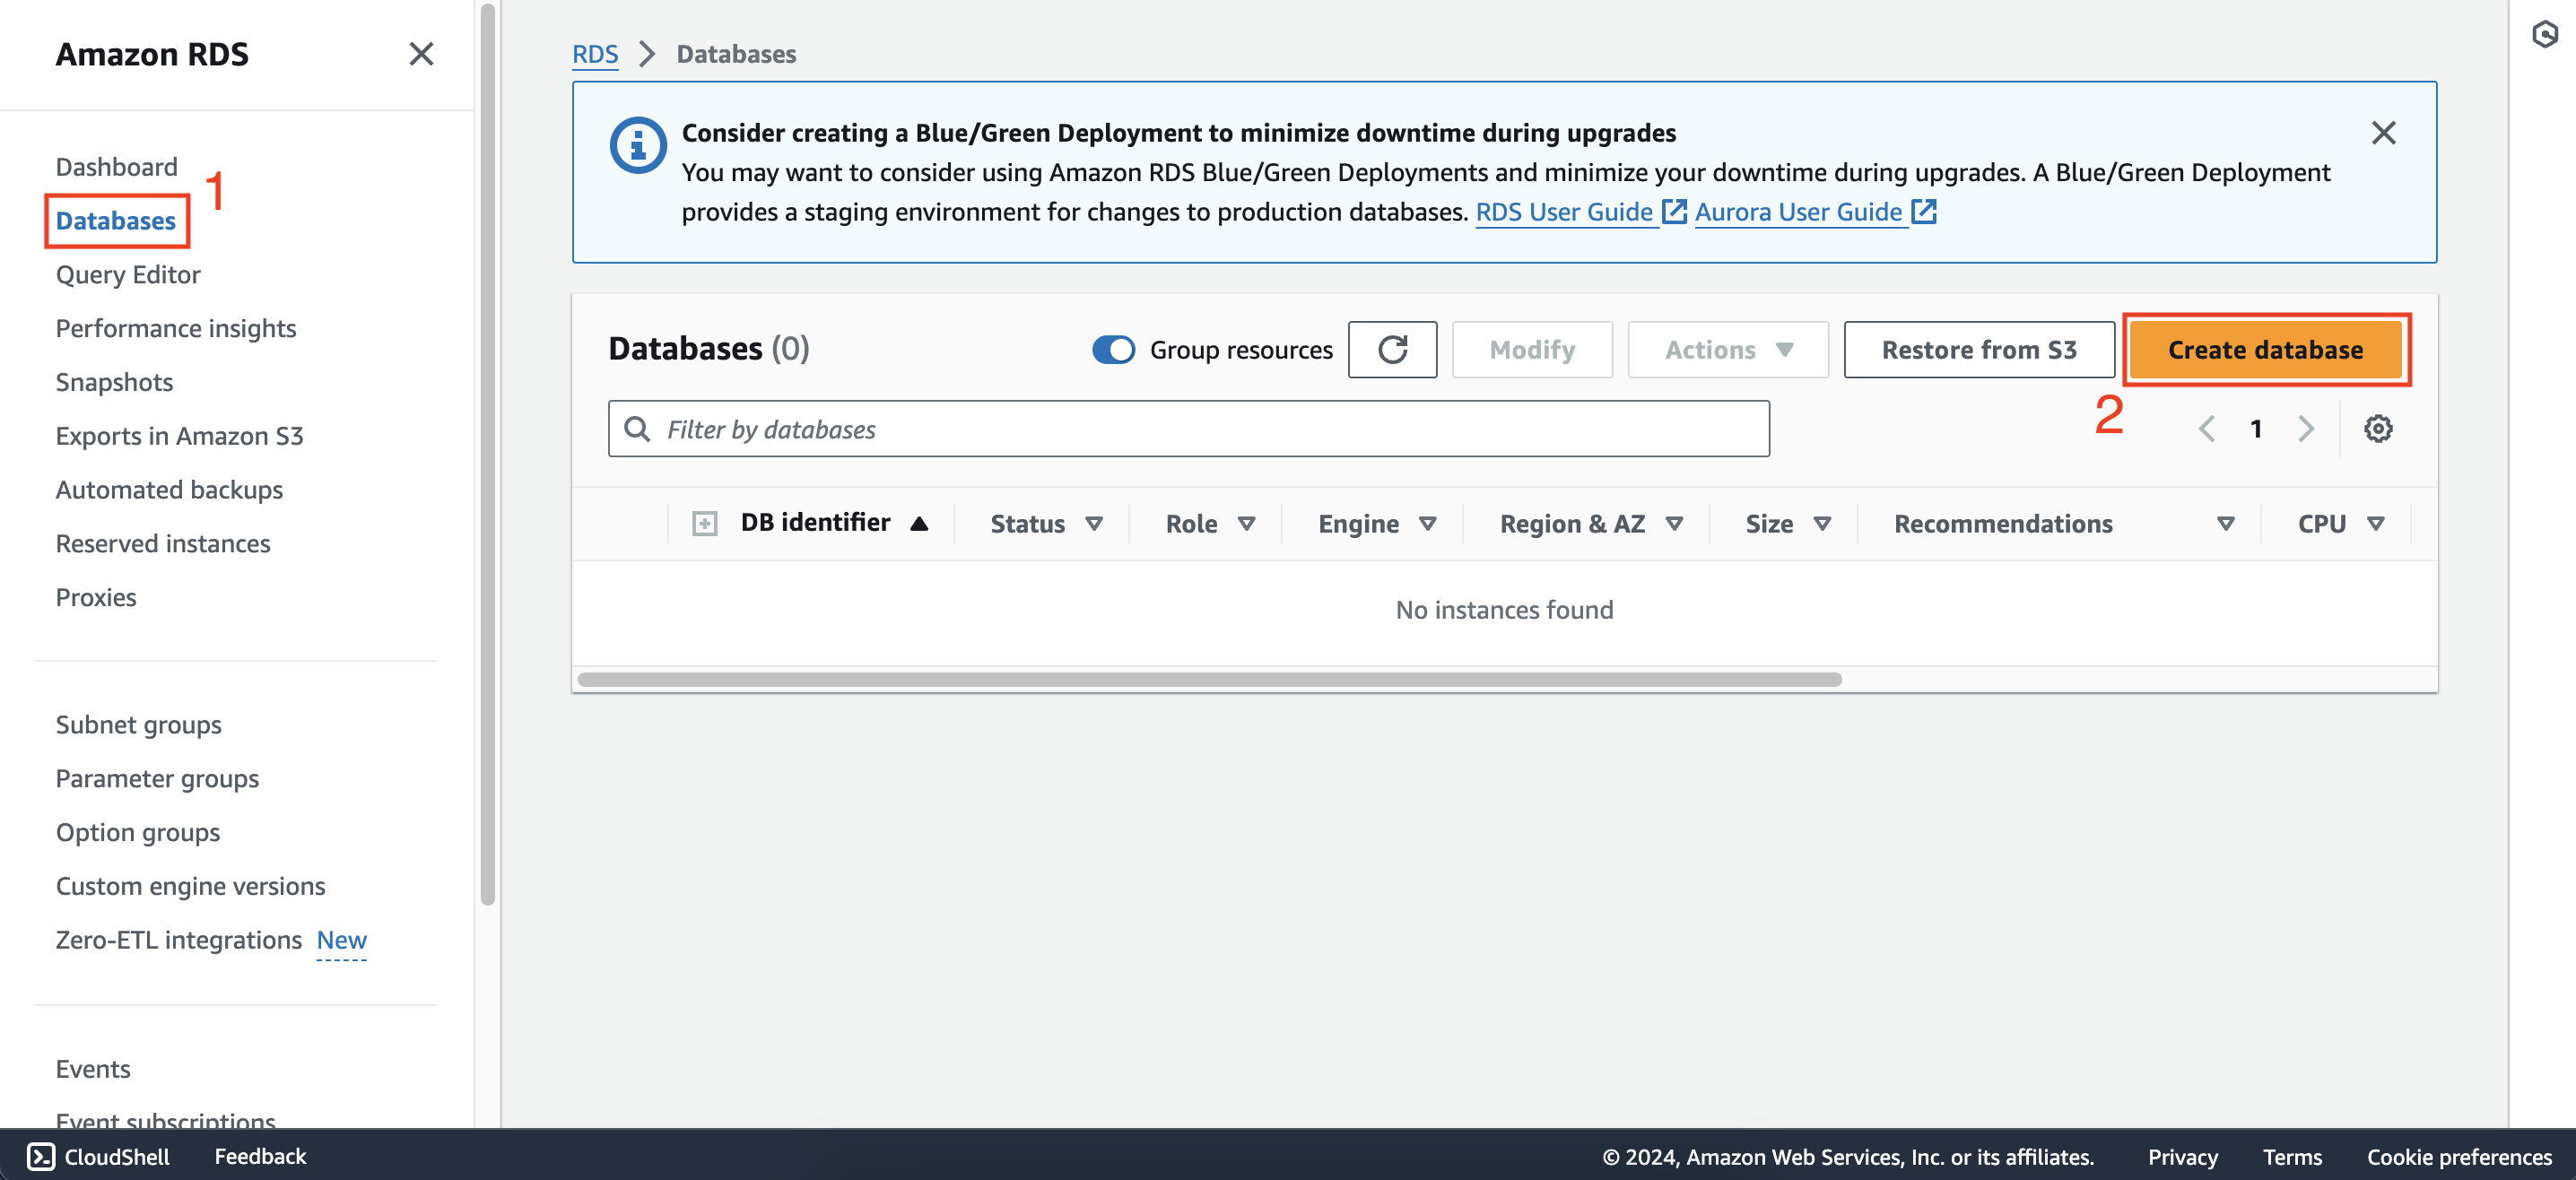 Amazon RDS
Dashboard
1
Databases
Query Editor
Performance insights
Snapshots
Exports in Amazon S3
Automated backups
Reserved instances
Proxies
Subnet groups
Parameter groups
Option groups
Custom engine versions
Zero-ETL integrations New
Events
Event subscriptions
RDS > Databases
Consider creating a Blue/Green Deployment to minimize downtime during upgrades
You may want to consider using Amazon RDS Blue/Green Deployments and minimize your downtime during upgrades. A Blue/Green Deployment
provides a staging environment for changes to production databases. RDS User Guide Aurora User Guide
Databases (0)
Group resources
Modify
Actions
Restore from S3
Create database
2
Filter by databases
1
DB identifier
Status
Role
Engine
Region & AZ
Size
Recommendations
CPU
No instances found
CloudShell
Feedback
© 2024, Amazon Web Services, Inc. or its affiliates.
Privacy
Terms
Cookie preferences